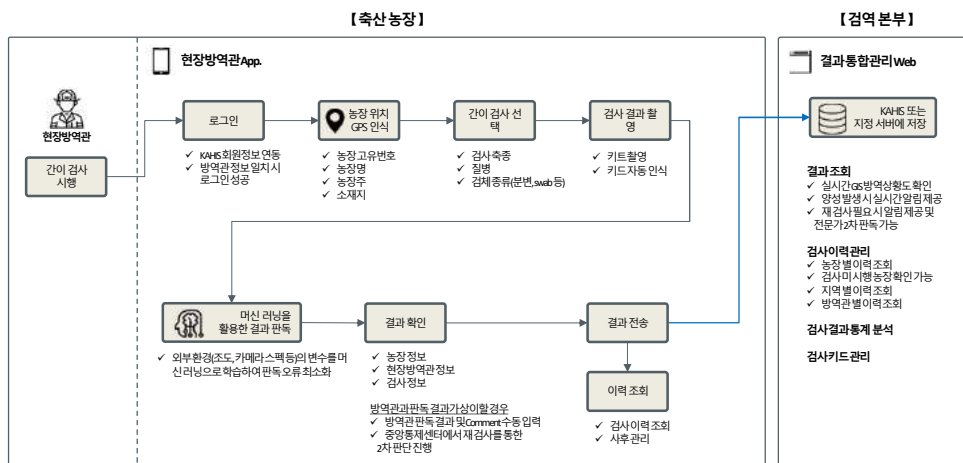 【축산 농장】
【검역 본부】
현장방역관 App.
결과 통합관리 Web
현장방역관
간이 검사
시행
로그인
✓ KAHIS 회원정보 연동
✓ 방역관 정보 일치 시
로그인 성공
농장 위치
GPS 인식
✓ 농장 고유번호
✓ 농장명
✓ 농장주
✓ 소재지
간이 검사 선
택
✓ 검사 축종
✓ 질병
✓ 검체 종류(분변, swab 등)
검사 결과 촬
영
✓ 키트 촬영
✓ 키드 자동 인식
KAHIS 또는
지정 서버에 저장
결과 조회
✓ 실시간 GIS 방역상황도 확인
✓ 양성 발생 시 실시간 알림 제공
✓ 재검사 필요 시 알림 제공 및
전문가 2차 판독 가능
검사이력관리
✓ 농장 별 이력 조회
✓ 검사 미시행 농장 확인 가능
✓ 지역 별 이력 조회
✓ 방역관 별 이력 조회
검사결과 통계 분석
검사키드 관리
머신 러닝을
활용한 결과 판독
✓ 외부 환경(조도, 카메라 스펙 등)의 변수를 머
신 러닝으로 학습하여 판독 오류 최소화
결과 확인
✓ 농장 정보
✓ 현장방역관 정보
✓ 검사 정보
방역관과 판독 결과가 상이할 경우
✓ 방역관 판독 결과 및 Comment 수동 입력
✓ 중앙통제센터에서 재 검사를 통한
2차 판단 진행
결과 전송
이력 조회
✓ 검사 이력 조회
✓ 사후 관리